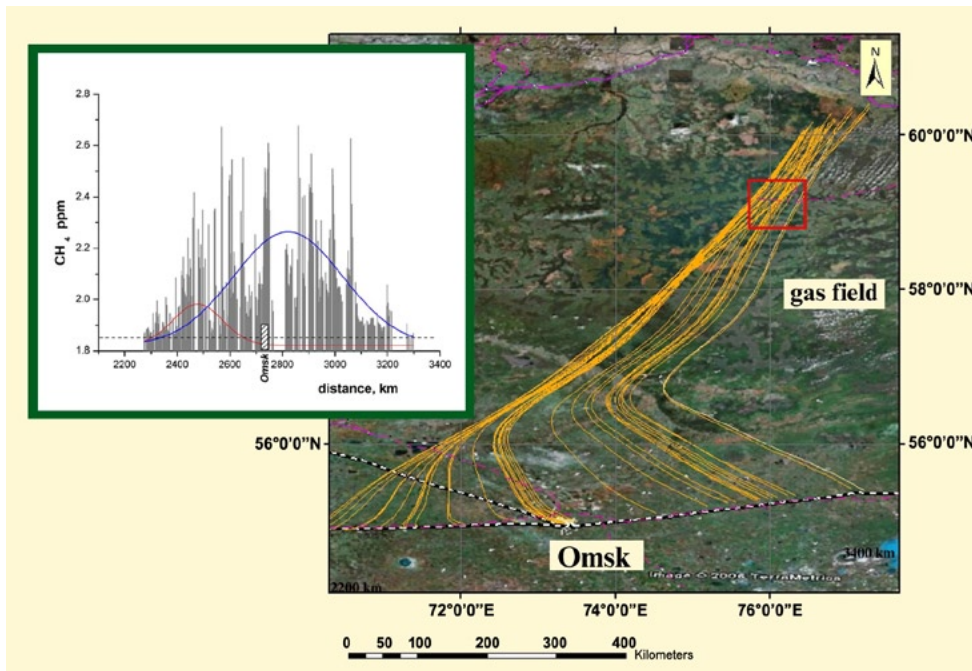 2.8
2.6
2.4
2.2
2.0
1.8
CH4 ppm
2200 2400 2600 2800 3000 3200 3400
Omsk
distance, km
N
60°0'0"N
58°0'0"N
56°0'0"N
56°0'0"N
gas field
Omsk
3400 km
Image © 2008 TerraMetrics
2200 km
72°0'0"E 74°0'0"E 76°0'0"E
0 50 100 200 300 400
Kilometers